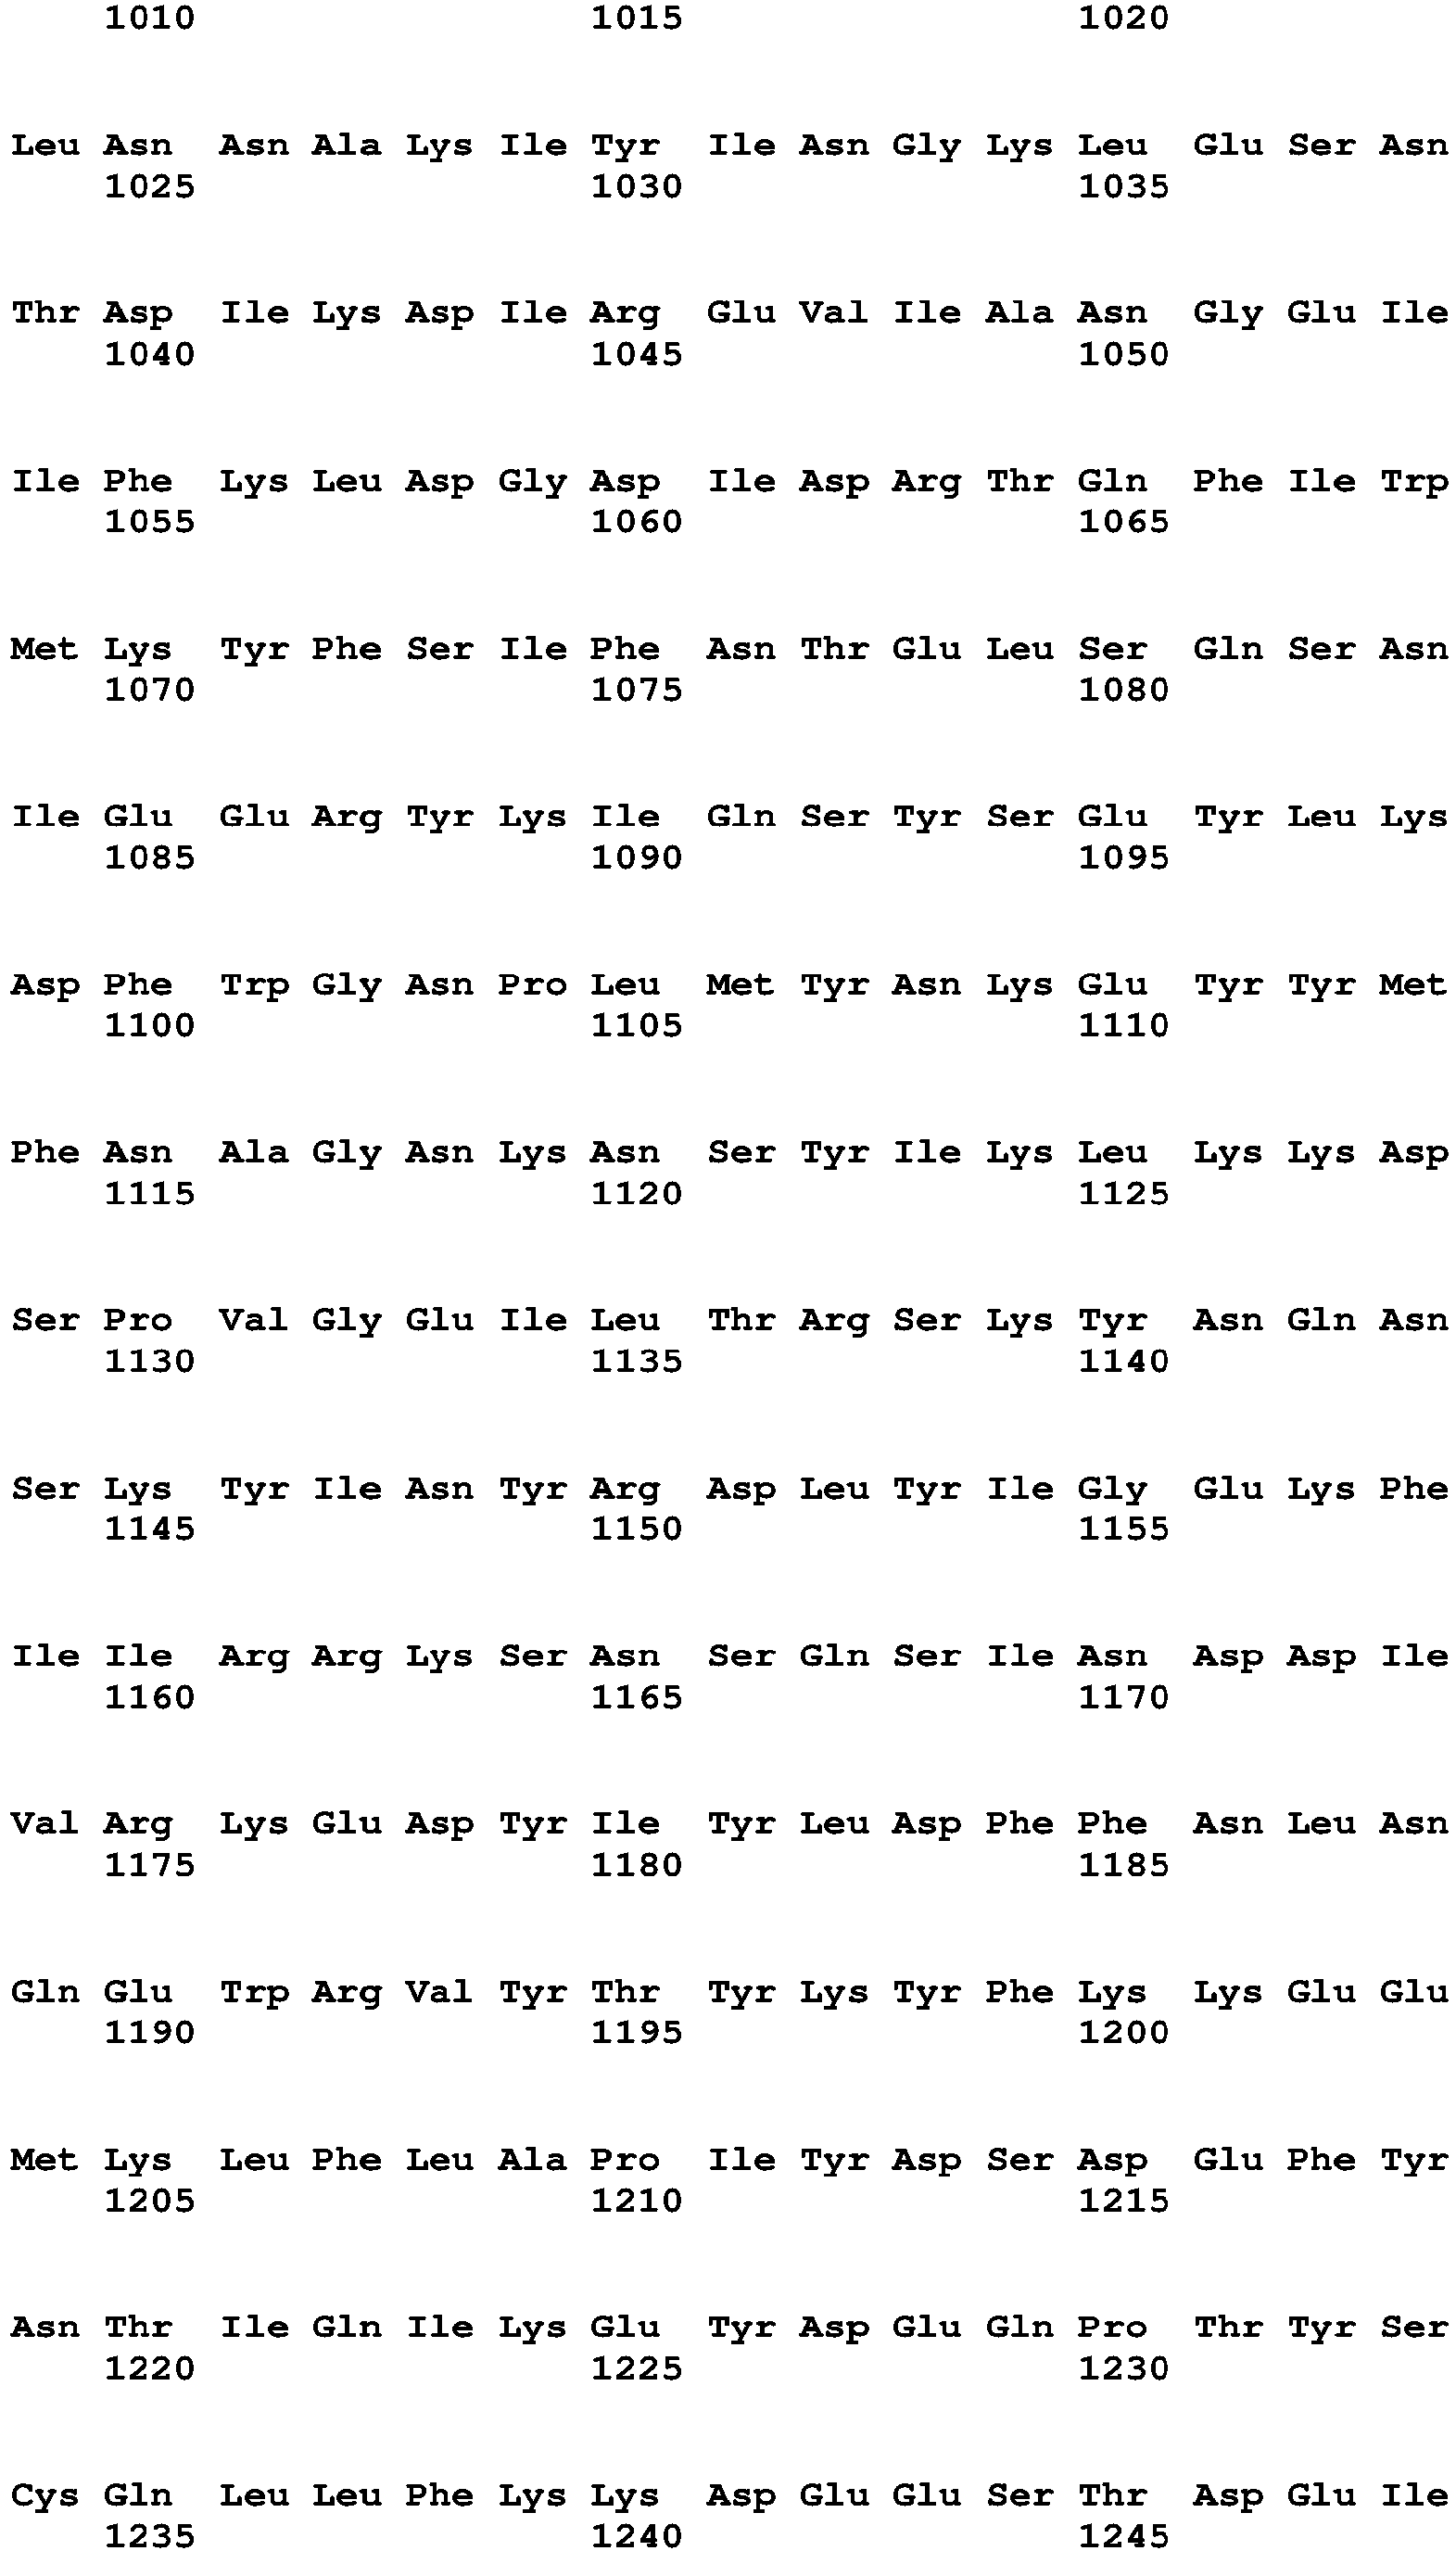 1010 1015 1020
Leu Asn Asn Ala Lys Ile Tyr Ile Asn Gly Lys Leu Glu Ser Asn
1025 1030 1035
Thr Asp Ile Lys Asp Ile Arg Glu Val Ile Ala Asn Gly Glu Ile
1040 1045 1050
Ile Phe Lys Leu Asp Gly Asp Ile Asp Arg Thr Gln Phe Ile Trp
1055 1060 1065
Met Lys Tyr Phe Ser Ile Phe Asn Thr Glu Leu Ser Gln Ser Asn
1070 1075 1080
Ile Glu Glu Arg Tyr Lys Ile Gln Ser Tyr Ser Glu Tyr Leu Lys
1085 1090 1095
Asp Phe Trp Gly Asn Pro Leu Met Tyr Asn Lys Glu Tyr Tyr Met
1100 1105 1110
Phe Asn Ala Gly Asn Lys Asn Ser Tyr Ile Lys Leu Lys Lys Asp
1115 1120 1125
Ser Pro Val Gly Glu Ile Leu Thr Arg Ser Lys Tyr Asn Gln Asn
1130 1135 1140
Ser Lys Tyr Ile Asn Tyr Arg Asp Leu Tyr Ile Gly Glu Lys Phe
1145 1150 1155
Ile Ile Arg Arg Lys Ser Asn Ser Gln Ser Ile Asn Asp Asp Ile
1160 1165 1170
Val Arg Lys Glu Asp Tyr Ile Tyr Leu Asp Phe Phe Asn Leu Asn
1175 1180 1185
Gln Glu Trp Arg Val Tyr Thr Tyr Lys Tyr Phe Lys Lys Glu Glu
1190 1195 1200
Met Lys Leu Phe Leu Ala Pro Ile Tyr Asp Ser Asp Glu Phe Tyr
1205 1210 1215
Asn Thr Ile Gln Ile Lys Glu Tyr Asp Glu Gln Pro Thr Tyr Ser
1220 1225 1230
Cys Gln Leu Leu Phe Lys Lys Asp Glu Glu Ser Thr Asp Glu Ile
1235 1240 1245